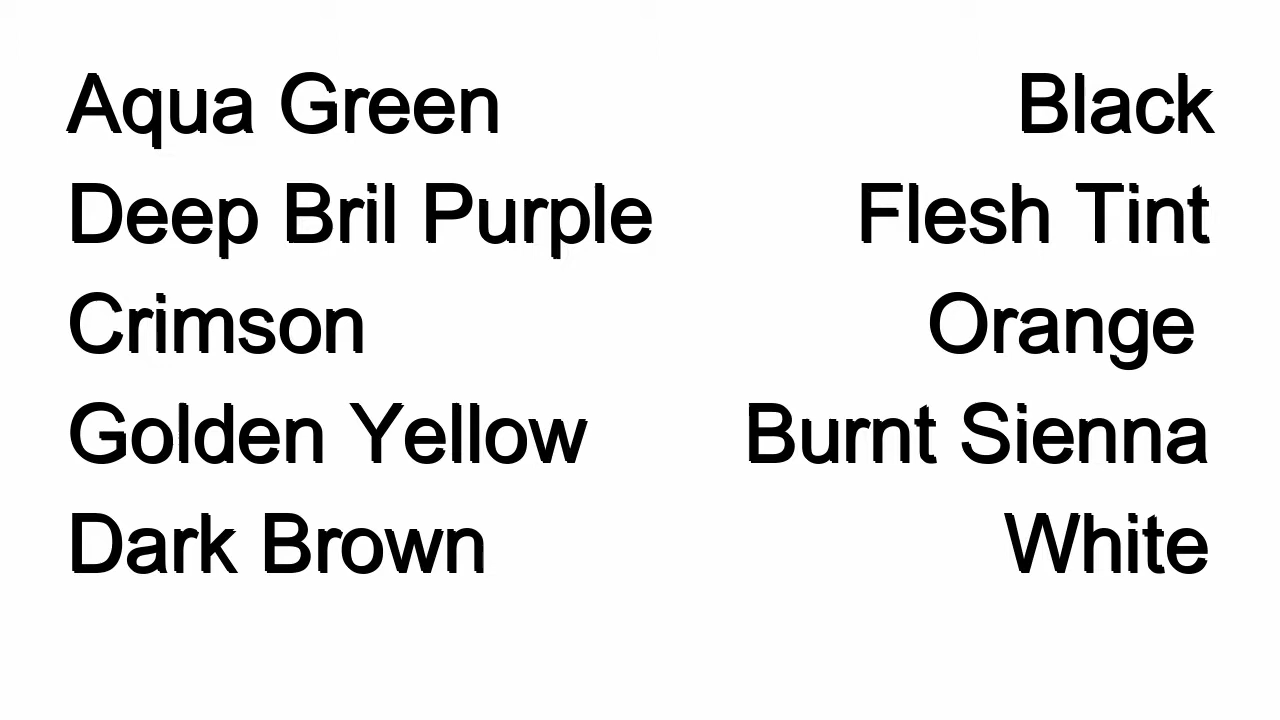 Aqua Green Black
Deep Bril Purple Flesh Tint
Crimson Orange
Golden Yellow Burnt Sienna
Dark Brown White